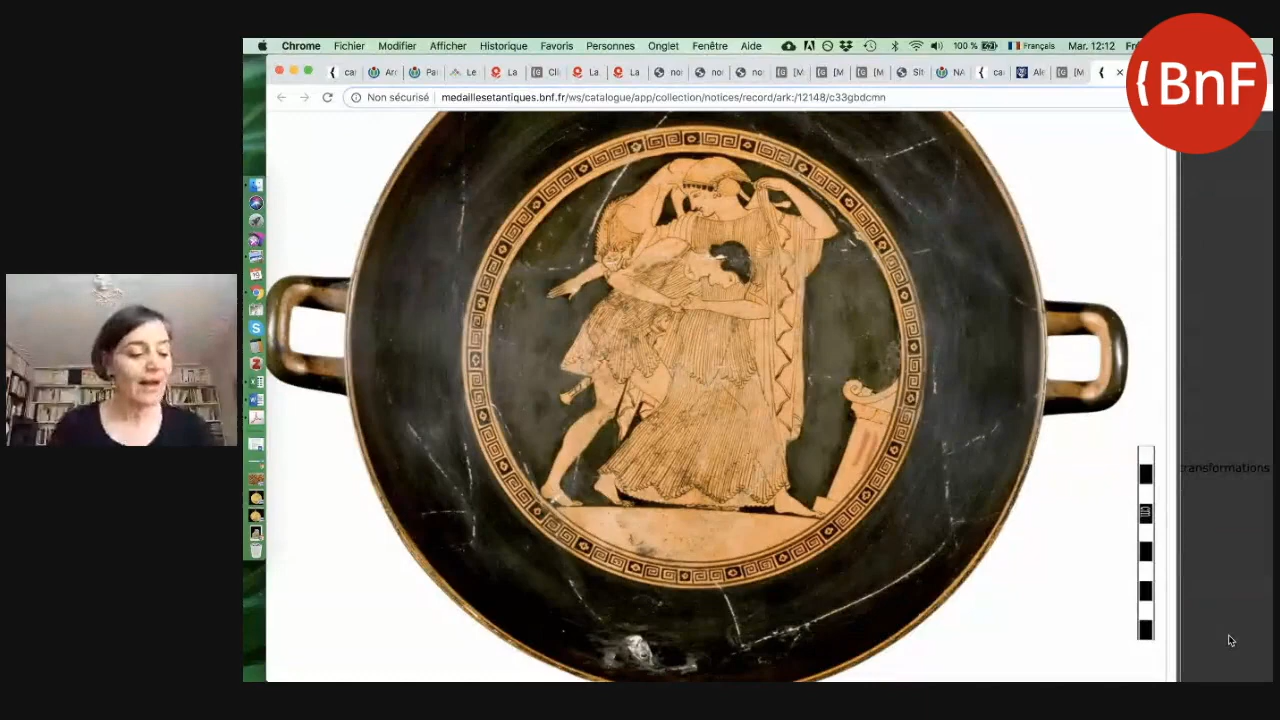 Chrome Fichier Modifier Afficher Historique Favoris Personnes Onglet Fenêtre Aide 100 % Français Mar. 12:12
{BnF
Non sécurisé medaillesetantiques.bnf.fr/ws/catalogue/app/collection/notices/record/ark:/12148/c33gbdcmn
transformations
cm